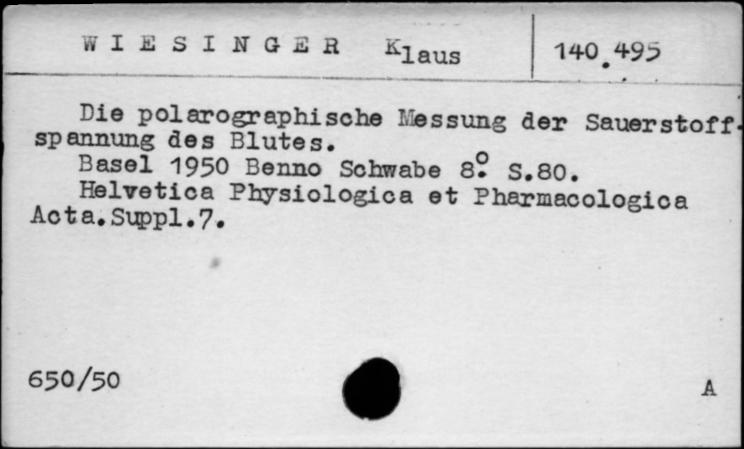 WIESINGER Klaus 140.495
Die polarographische Messung der Sauerstoff-
spannung des Blutes.
Basel 1950 Benno Schwabe 8°. S.80.
Helvetica Physiologica et Pharmacologica
Acta.Suppl.7.
650/50 A